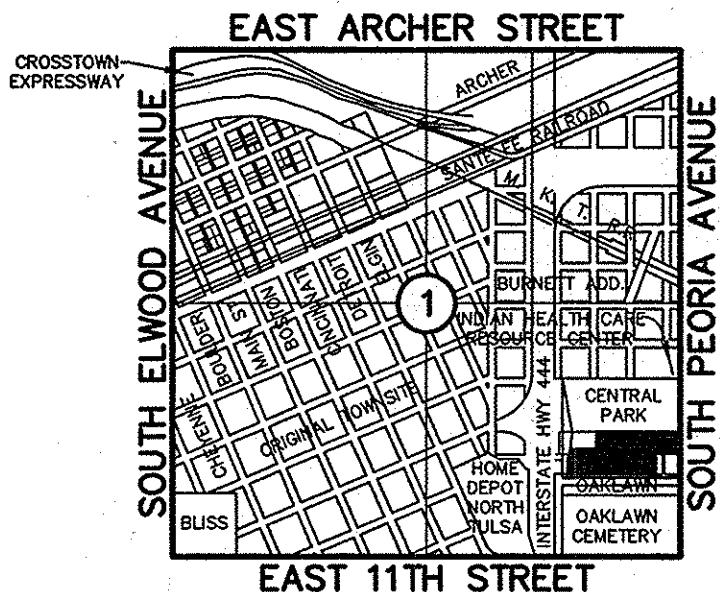 EAST ARCHER STREET
CROSSTOWN
EXPRESSWAY
SOUTH ELWOOD AVENUE
SOUTH PEORIA AVENUE
ARCHER
SANTE FE RAILROAD
M. K. T. R.R.
CHEYENNE
BOULDER
MAIN ST.
BOSTON
CINCINNATI
DETROIT
ELGIN
1
BURNETT ADD.
INDIAN HEALTH CARE
RESOURCE CENTER
ORIGINAL TOWNSITE
INTERSTATE HWY 444
CENTRAL
PARK
HOME
DEPOT
NORTH
TULSA
OAKLAWN
OAKLAWN
CEMETERY
BLISS
EAST 11TH STREET